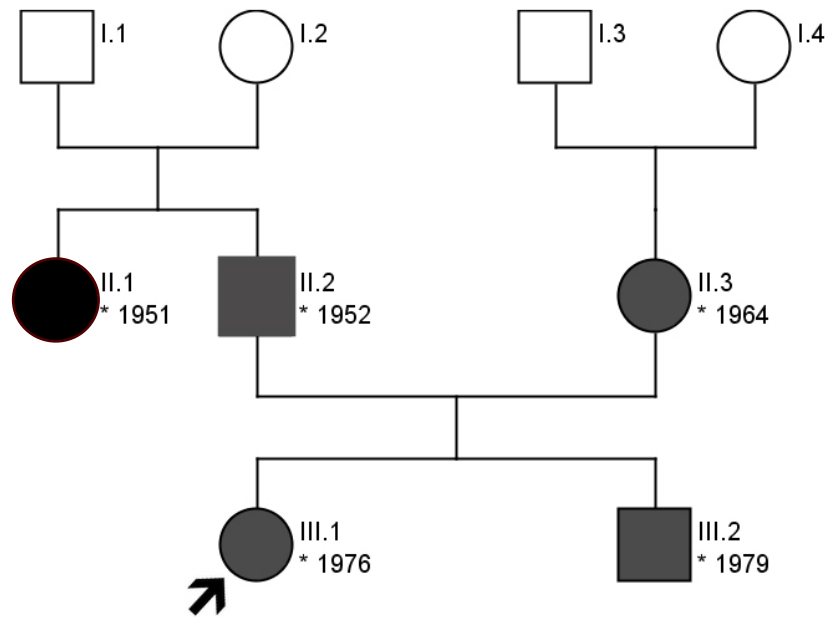 I.1
I.2
I.3
I.4
II.1
* 1951
II.2
* 1952
II.3
* 1964
III.1
* 1976
III.2
* 1979